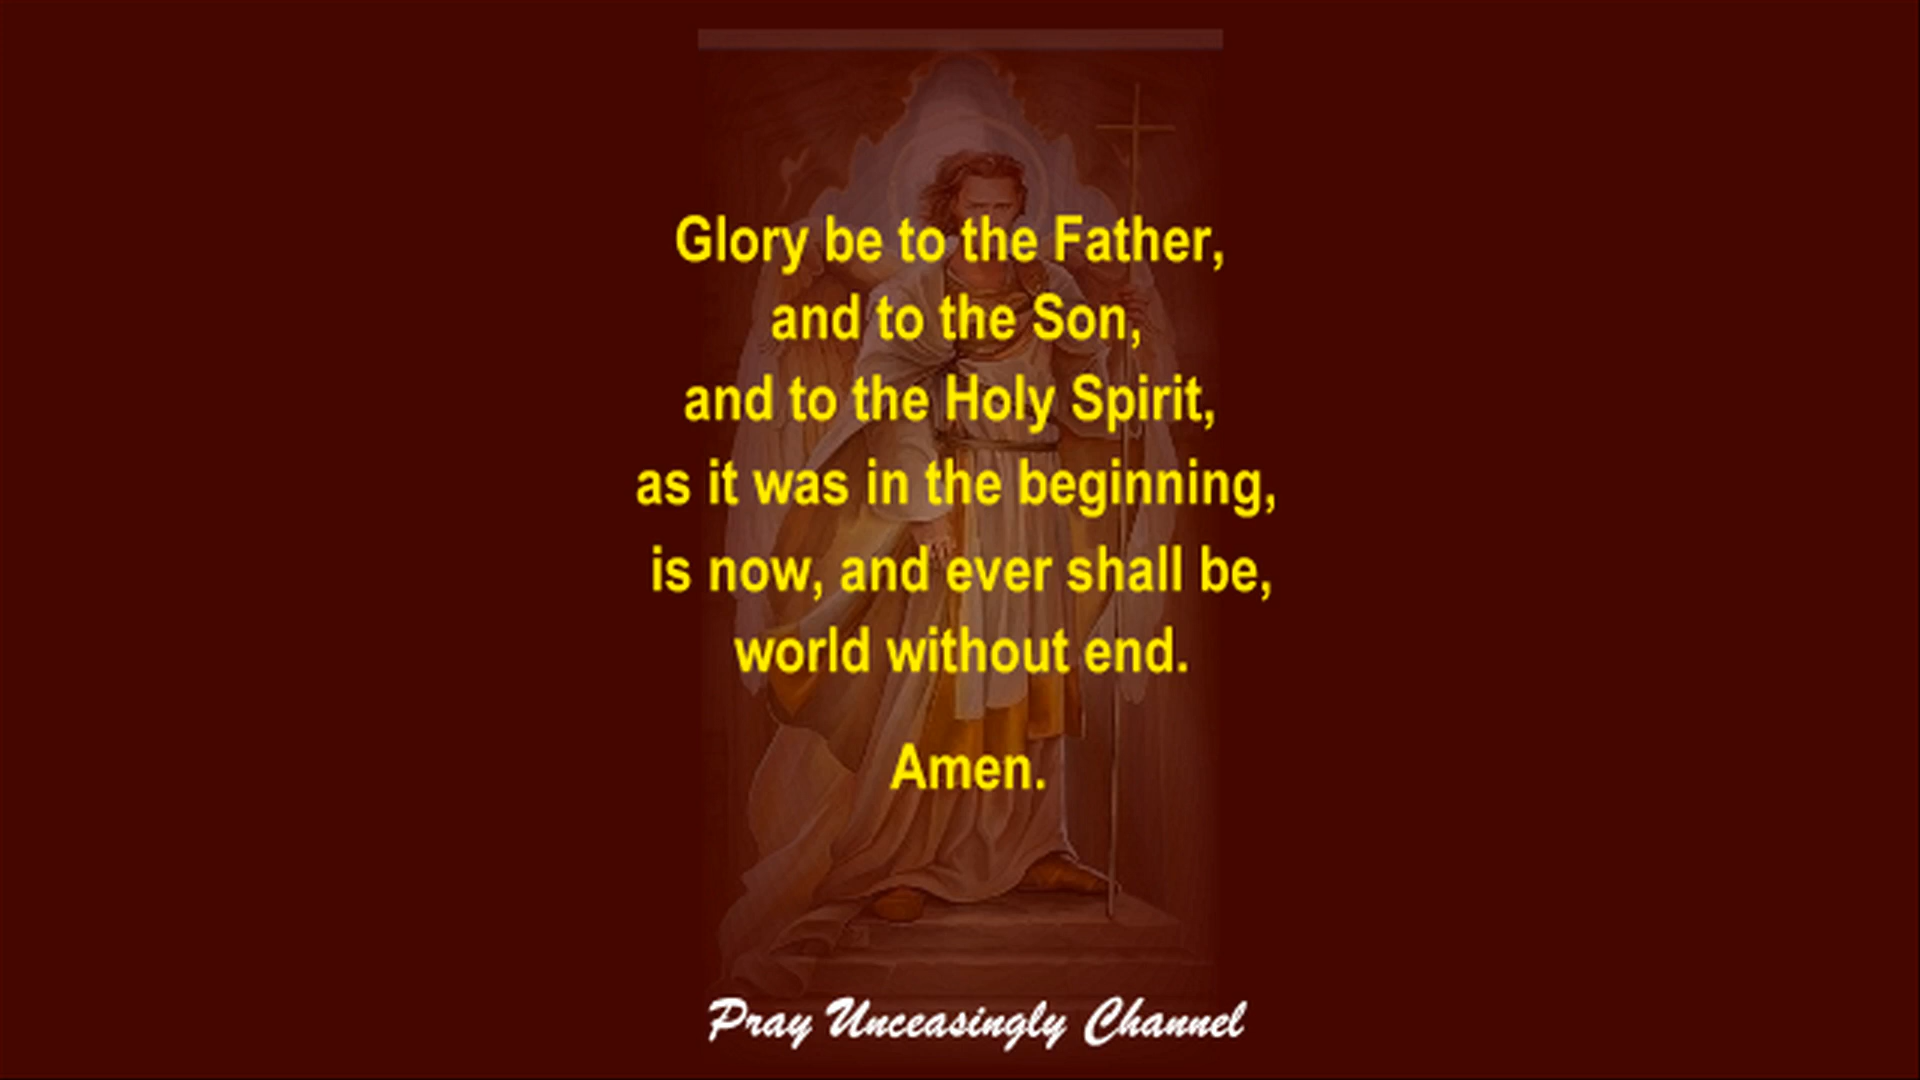 Glory be to the Father,
and to the Son,
and to the Holy Spirit,
as it was in the beginning,
is now, and ever shall be,
world without end.
Amen.
Pray Unceasingly Channel